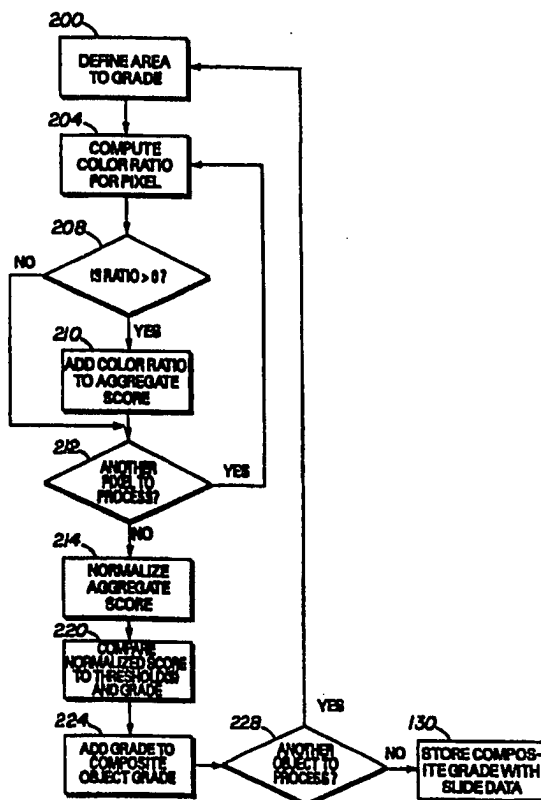 200
DEFINE AREA
TO GRADE
204
COMPUTE
COLOR RATIO
FOR PIXEL
208
NO
IS RATIO > 0 ?
YES
210
ADD COLOR RATIO
TO AGGREGATE
SCORE
212
ANOTHER
PIXEL TO
PROCESS?
YES
NO
214
NORMALIZE
AGGREGATE
SCORE
220
COMPARE
NORMALIZED SCORE
TO THRESHOLD(S)
AND GRADE
224
ADD GRADE TO
COMPOSITE
OBJECT GRADE
228
YES
ANOTHER
OBJECT TO
PROCESS ?
NO
130
STORE COMPOS-
ITE GRADE WITH
SLIDE DATA